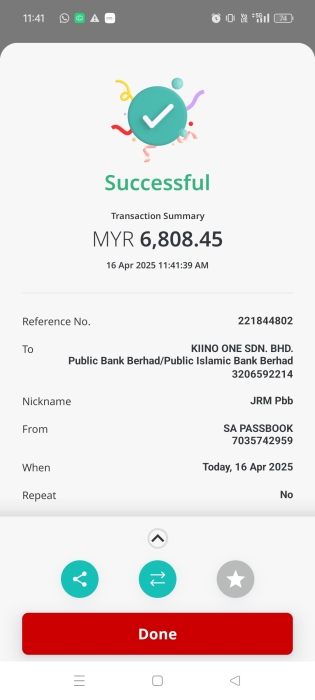 11:41
24
Successful
Transaction Summary
MYR 6,808.45
16 Apr 2025 11:41:39 AM
Reference No. 221844802
To KIINO ONE SDN. BHD.
Public Bank Berhad/Public Islamic Bank Berhad
3206592214
Nickname JRM Pbb
From SA PASSBOOK
7035742959
When Today, 16 Apr 2025
Repeat No
Done